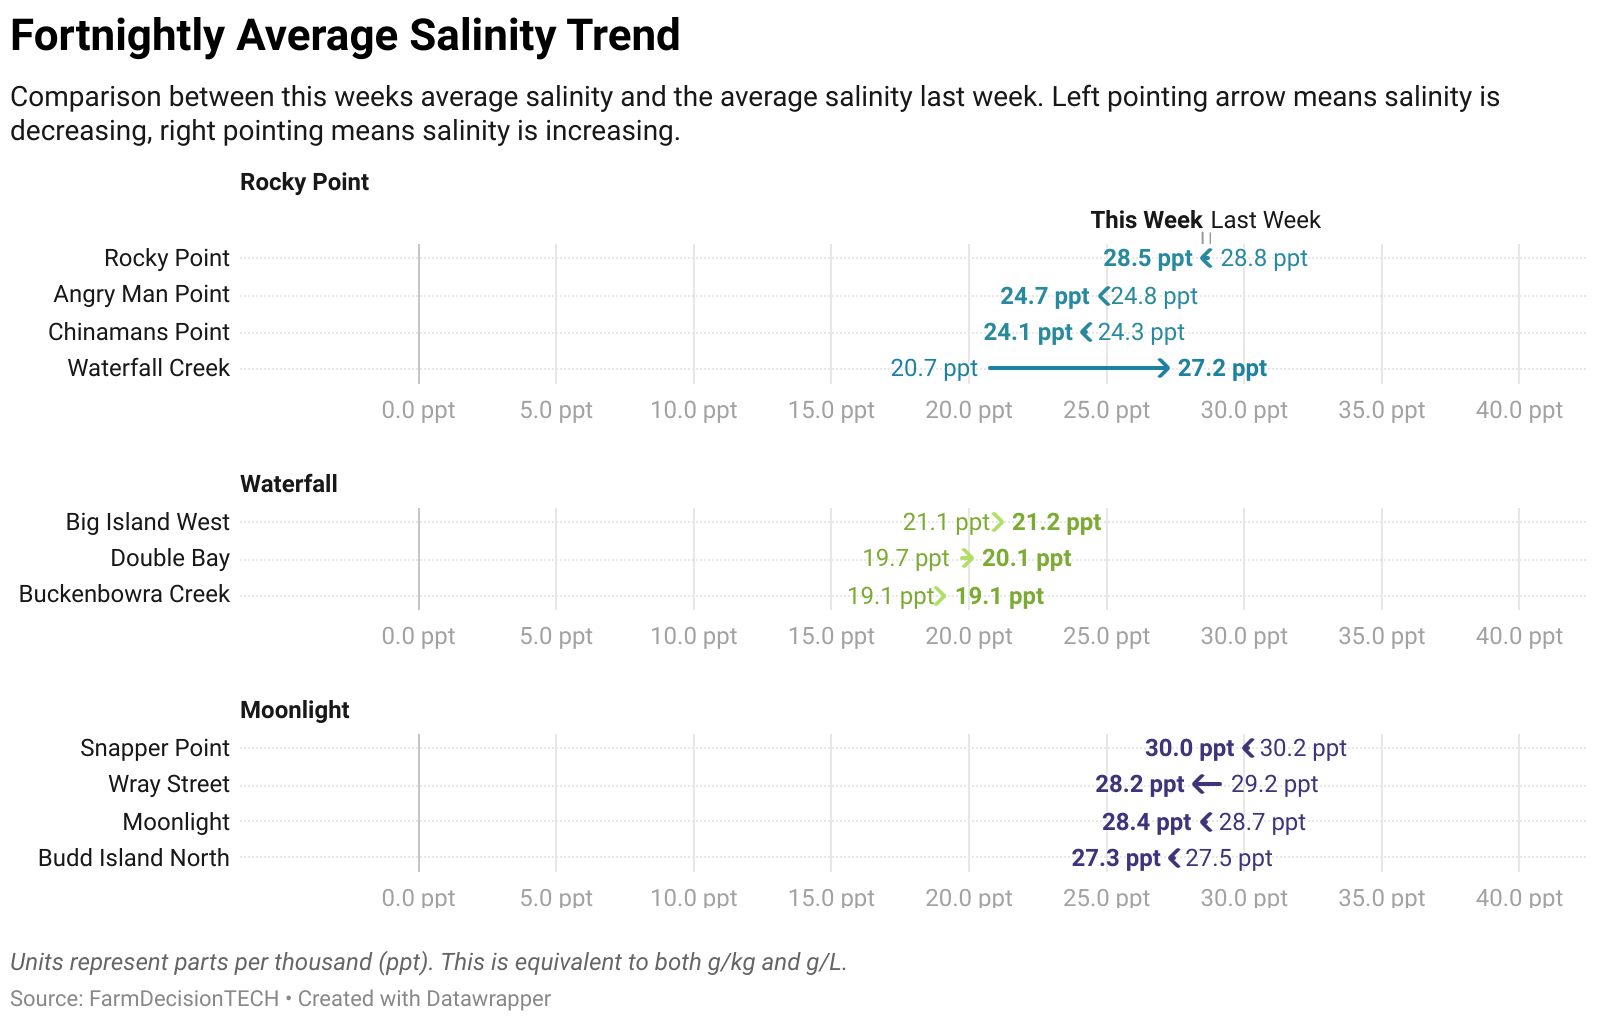 Fortnightly Average Salinity Trend
Comparison between this weeks average salinity and the average salinity last week. Left pointing arrow means salinity is
decreasing, right pointing means salinity is increasing.
Rocky Point
This Week Last Week
Rocky Point 28.5 ppt 28.8 ppt
Angry Man Point 24.7 ppt 24.8 ppt
Chinamans Point 24.1 ppt 24.3 ppt
Waterfall Creek 20.7 ppt 27.2 ppt
0.0 ppt 5.0 ppt 10.0 ppt 15.0 ppt 20.0 ppt 25.0 ppt 30.0 ppt 35.0 ppt 40.0 ppt
Waterfall
Big Island West 21.1 ppt 21.2 ppt
Double Bay 19.7 ppt 20.1 ppt
Buckenbowra Creek 19.1 ppt 19.1 ppt
0.0 ppt 5.0 ppt 10.0 ppt 15.0 ppt 20.0 ppt 25.0 ppt 30.0 ppt 35.0 ppt 40.0 ppt
Moonlight
Snapper Point 30.0 ppt 30.2 ppt
Wray Street 28.2 ppt 29.2 ppt
Moonlight 28.4 ppt 28.7 ppt
Budd Island North 27.3 ppt 27.5 ppt
0.0 ppt 5.0 ppt 10.0 ppt 15.0 ppt 20.0 ppt 25.0 ppt 30.0 ppt 35.0 ppt 40.0 ppt
Units represent parts per thousand (ppt). This is equivalent to both g/kg and g/L.
Source: FarmDecisionTECH • Created with Datawrapper